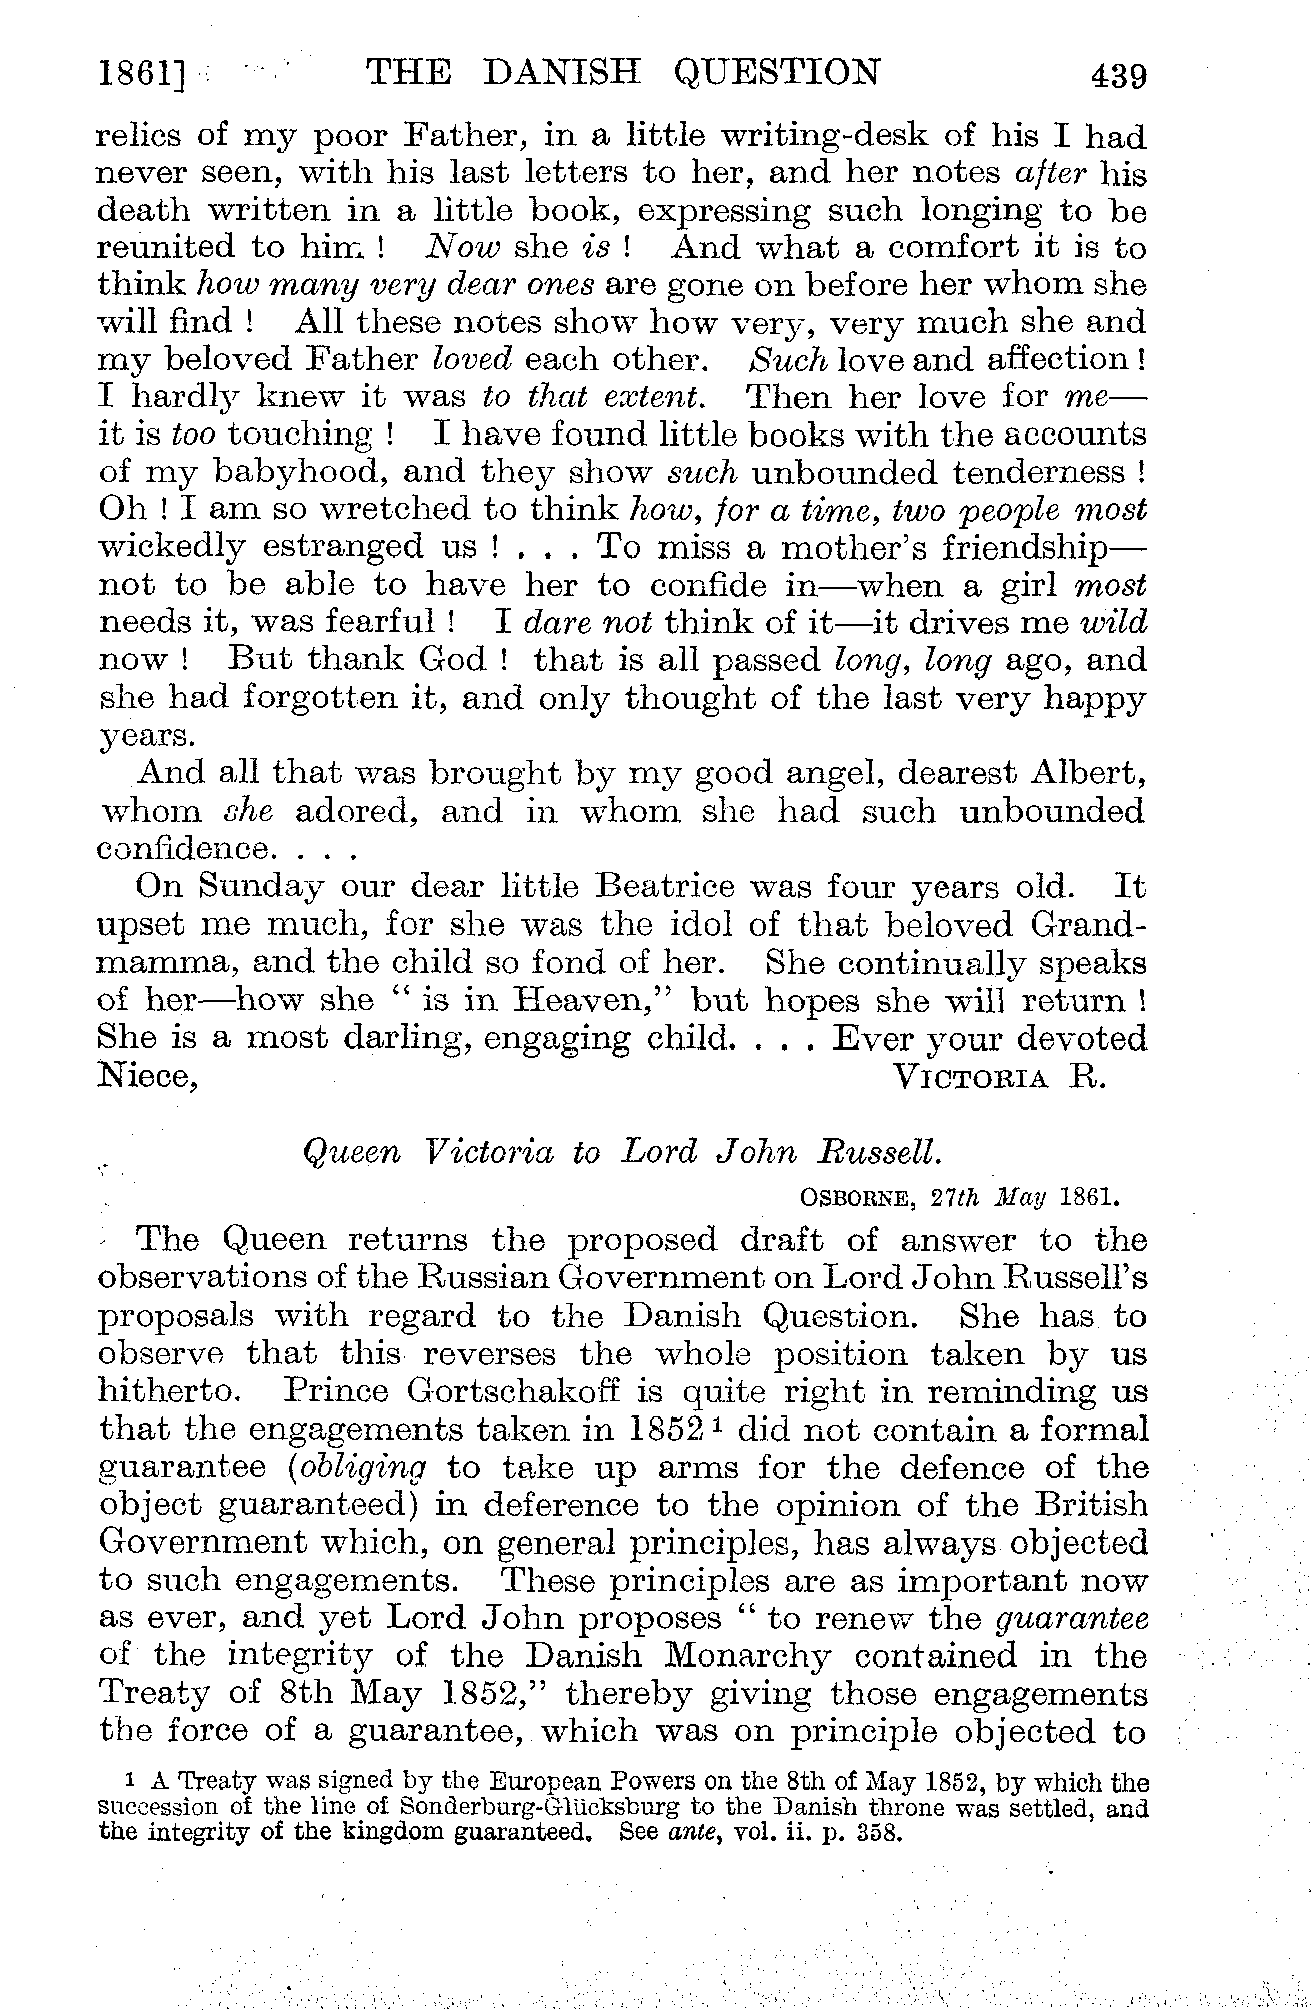 1861] THE DANISH QUESTION 439
relics of my poor Father, in a little writing-desk of his I had
never seen, with his last letters to her, and her notes after his
death written in a little book, expressing such longing to be
reunited to him ! Now she is ! And what a comfort it is to
think how many very dear ones are gone on before her whom she
will find ! All these notes show how very, very much she and
my beloved Father loved each other. Such love and affection !
I hardly knew it was to that extent. Then her love for me—
it is too touching ! I have found little books with the accounts
of my babyhood, and they show such unbounded tenderness !
Oh ! I am so wretched to think how, for a time, two people most
wickedly estranged us ! . . . To miss a mother's friendship—
not to be able to have her to confide in—when a girl most
needs it, was fearful ! I dare not think of it—it drives me wild
now ! But thank God ! that is all passed long, long ago, and
she had forgotten it, and only thought of the last very happy
years.
And all that was brought by my good angel, dearest Albert,
whom she adored, and in whom she had such unbounded
confidence. . . .
On Sunday our dear little Beatrice was four years old. It
upset me much, for she was the idol of that beloved Grand-
mamma, and the child so fond of her. She continually speaks
of her—how she " is in Heaven," but hopes she will return !
She is a most darling, engaging child. . . . Ever your devoted
Niece, VICTORIA R.
Queen Victoria to Lord John Russell.
OSBORNE, 27th May 1861.
The Queen returns the proposed draft of answer to the
observations of the Russian Government on Lord John Russell's
proposals with regard to the Danish Question. She has to
observe that this reverses the whole position taken by us
hitherto. Prince Gortschakoff is quite right in reminding us
that the engagements taken in 1852 1 did not contain a formal
guarantee (obliging to take up arms for the defence of the
object guaranteed) in deference to the opinion of the British
Government which, on general principles, has always objected
to such engagements. These principles are as important now
as ever, and yet Lord John proposes " to renew the guarantee
of the integrity of the Danish Monarchy contained in the
Treaty of 8th May 1852," thereby giving those engagements
the force of a guarantee, which was on principle objected to
1 A Treaty was signed by the European Powers on the 8th of May 1852, by which the
succession of the line of Sonderburg-Glücksburg to the Danish throne was settled, and
the integrity of the kingdom guaranteed. See ante, vol. ii. p. 358.